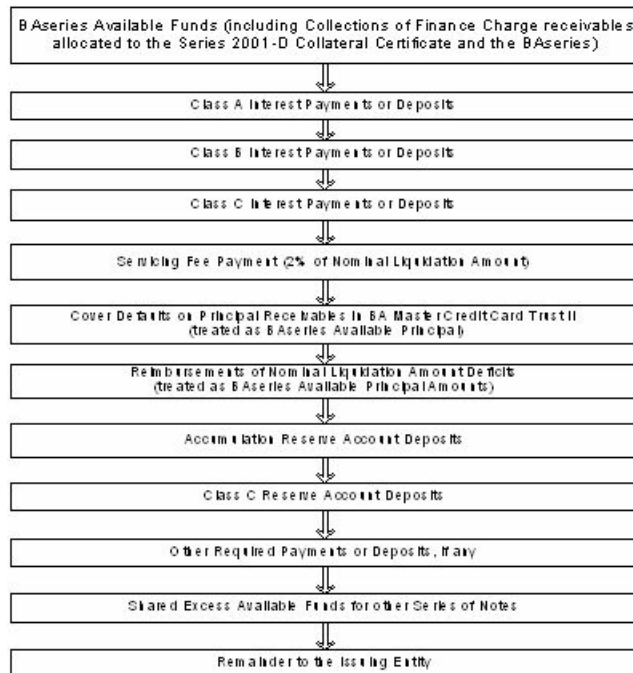 BAseries Available Funds (including Collections of Finance Charge receivables
allocated to the Series 2001-D Collateral Certificate and the BAseries)
Class A Interest Payments or Deposits
Class B Interest Payments or Deposits
Class C Interest Payments or Deposits
Servicing Fee Payment (2% of Nominal Liquidation Amount)
Cover Defaults on Principal Receivables in BA Master Credit Card Trust II
(treated as BAseries Available Principal)
Reimbursements of Nominal Liquidation Amount Deficits
(treated as BAseries Available Principal Amounts)
Accumulation Reserve Account Deposits
Class C Reserve Account Deposits
Other Required Payments or Deposits, if any
Shared Excess Available Funds for other Series of Notes
Remainder to the Issuing Entity